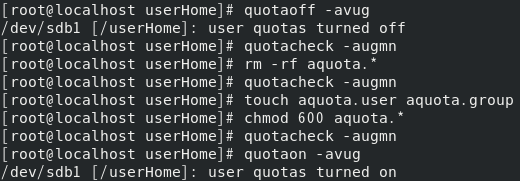 [root@localhost userHome]# quotaoff -avug
/dev/sdb1 [/userHome]: user quotas turned off
[root@localhost userHome]# quotacheck -augmn
[root@localhost userHome]# rm -rf aquota.*
[root@localhost userHome]# quotacheck -augmn
[root@localhost userHome]# touch aquota.user aquota.group
[root@localhost userHome]# chmod 600 aquota.*
[root@localhost userHome]# quotacheck -augmn
[root@localhost userHome]# quotaon -avug
/dev/sdb1 [/userHome]: user quotas turned on